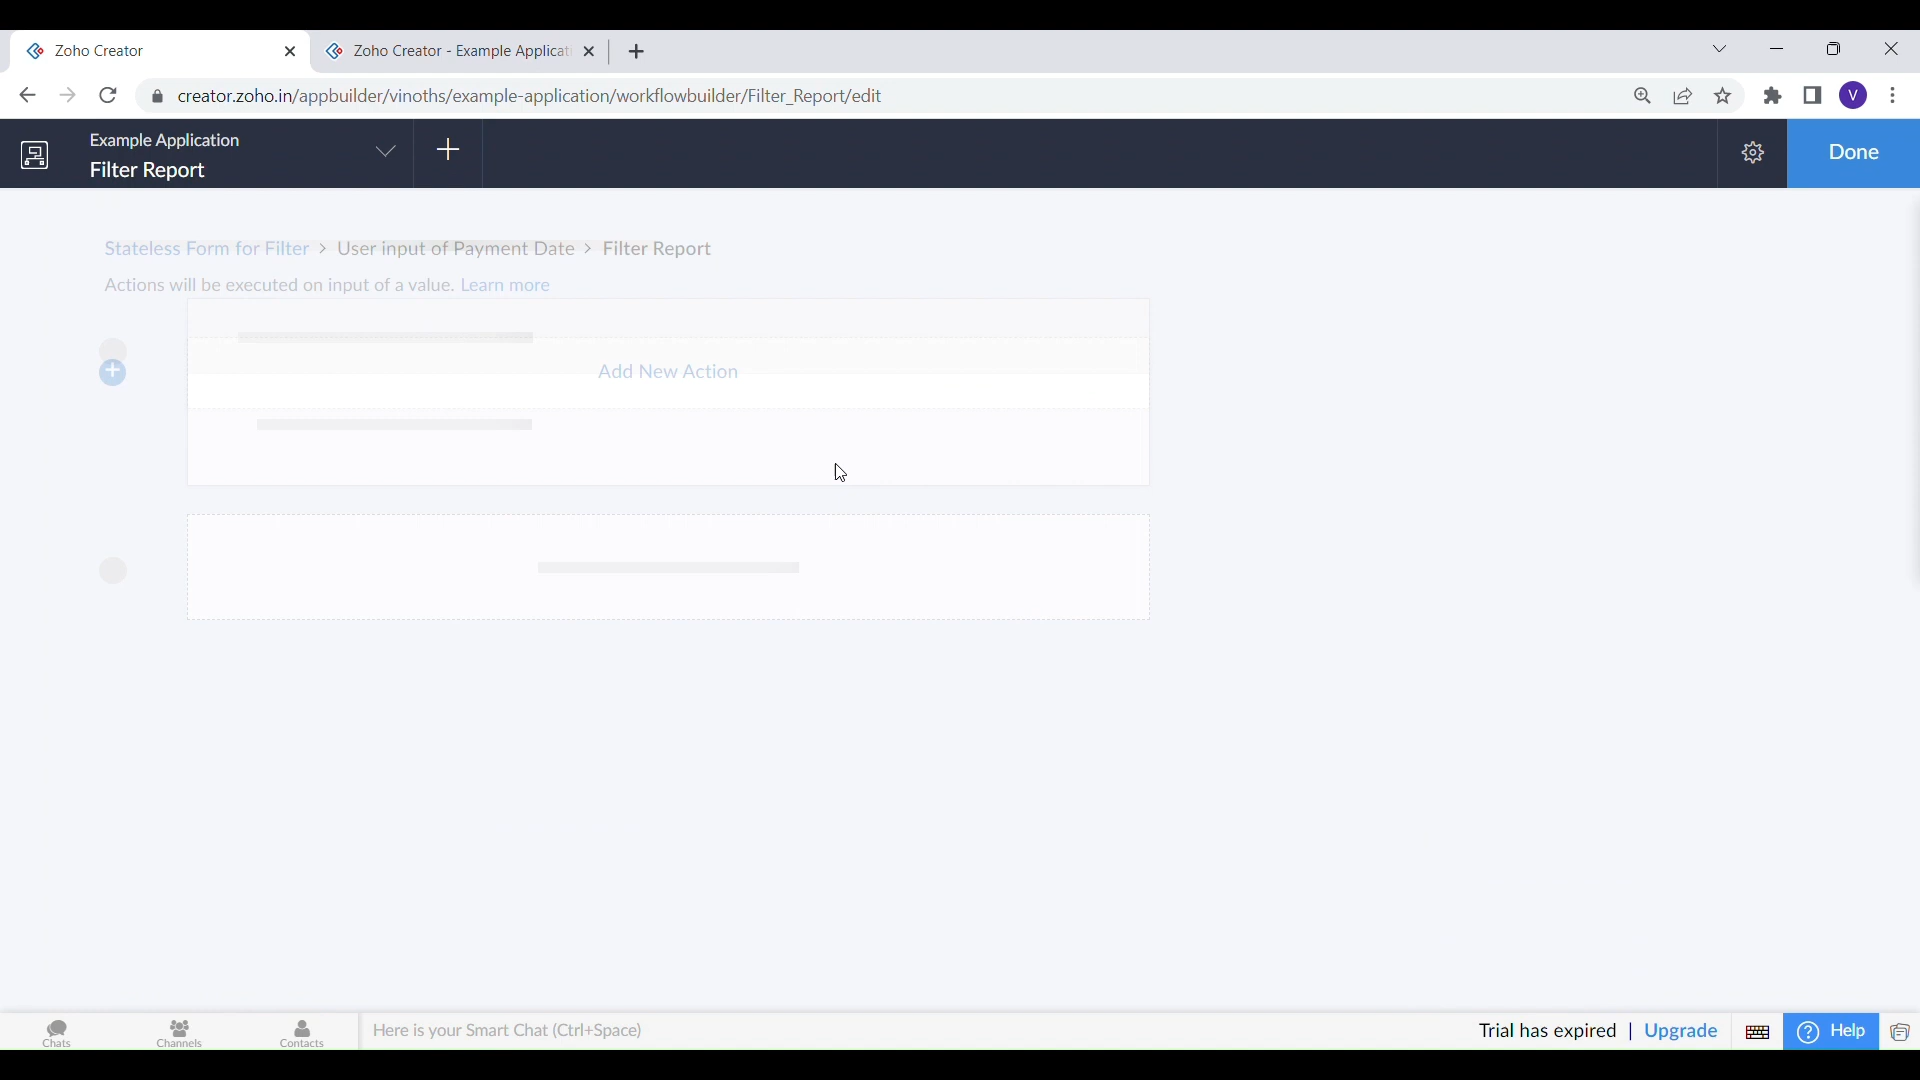 Zoho Creator
Zoho Creator - Example Applicat
creator.zoho.in/appbuilder/vinoths/example-application/workflowbuilder/Filter_Report/edit
V
Example Application
Filter Report
Done
Stateless Form for Filter > User input of Payment Date > Filter Report
Actions will be executed on input of a value. Learn more
Add New Action
Chats
Channels
Contacts
Here is your Smart Chat (Ctrl+Space)
Trial has expired | Upgrade
Help